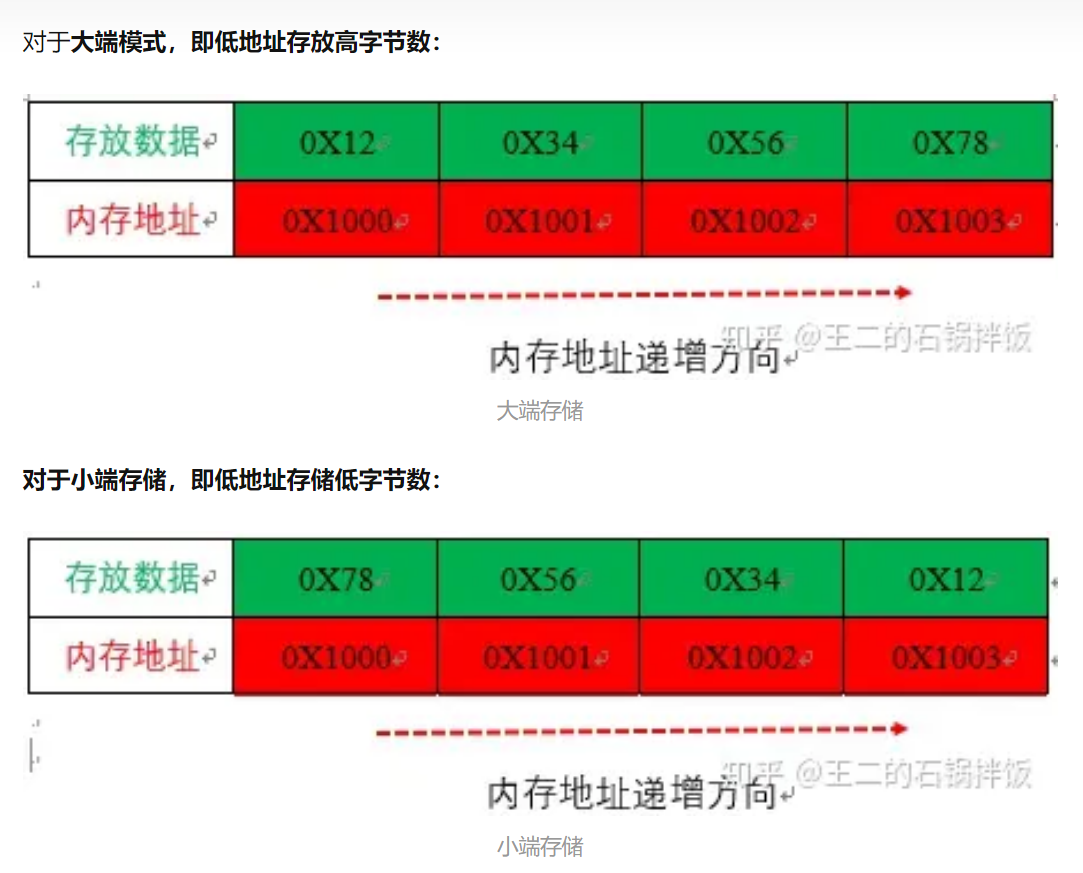 对于大端模式，即低地址存放高字节数：
存放数据 0X12 0X34 0X56 0X78
内存地址 0X1000 0X1001 0X1002 0X1003
知乎 @王二的石锅拌饭
内存地址递增方向
大端存储
对于小端存储，即低地址存储低字节数：
存放数据 0X78 0X56 0X34 0X12
内存地址 0X1000 0X1001 0X1002 0X1003
知乎 @王二的石锅拌饭
内存地址递增方向
小端存储